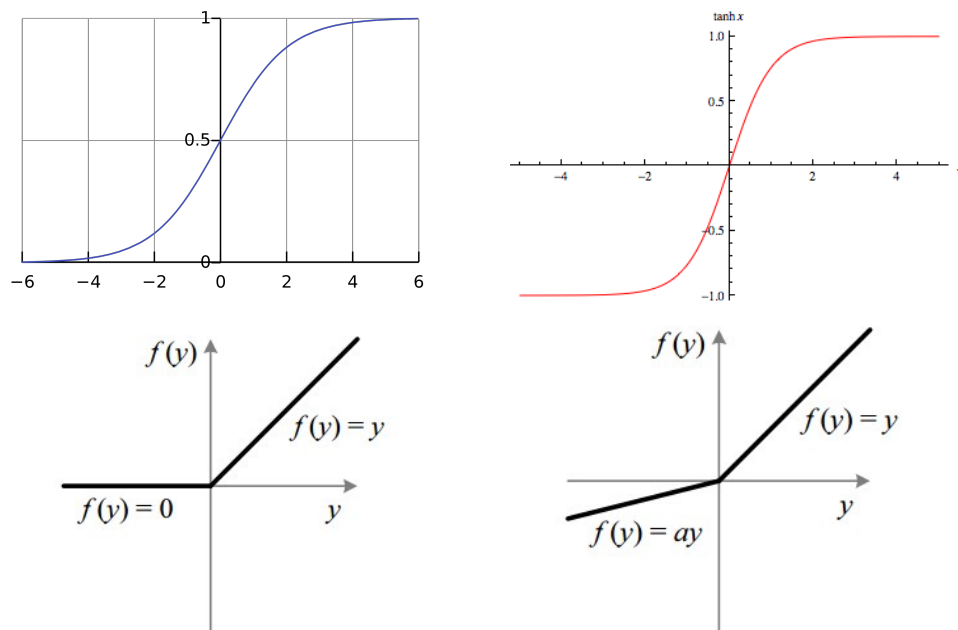 1
0.5
0
−6 −4 −2 0 2 4 6
tanh x
1.0
0.5
−4 −2 2 4
−0.5
−1.0
f(y)
f(y) = y
f(y) = 0
y
f(y)
f(y) = y
f(y) = ay
y